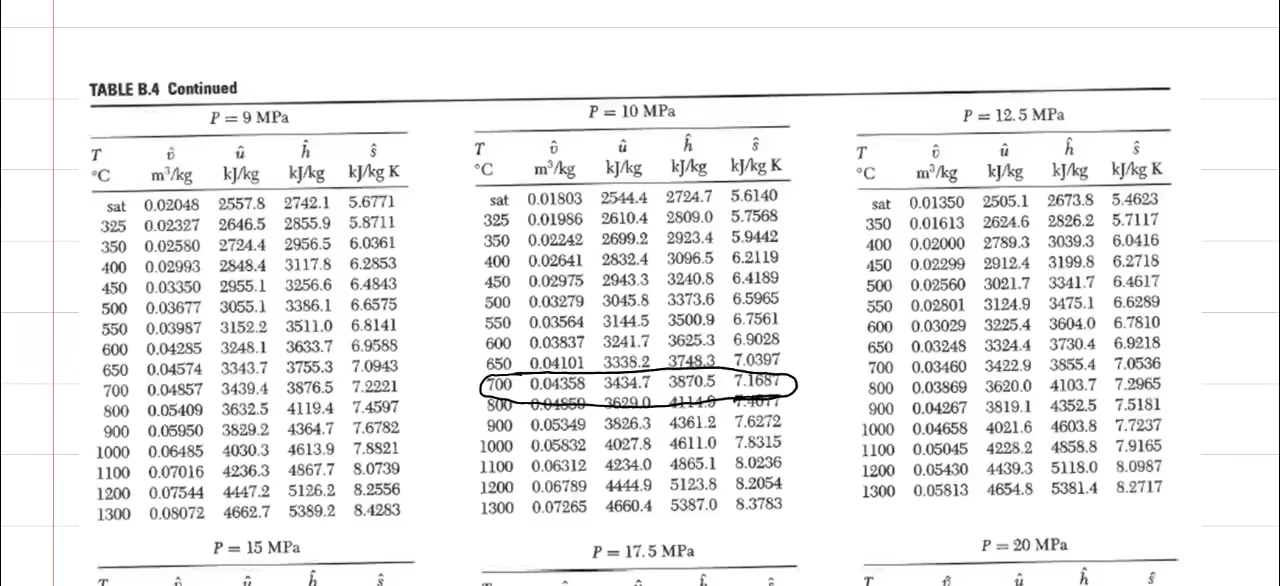 TABLE B.4 Continued
P = 9 MPa
T v̂ û ĥ ŝ
°C m³/kg kJ/kg kJ/kg kJ/kg K
sat 0.02048 2557.8 2742.1 5.6771
325 0.02327 2646.5 2855.9 5.8711
350 0.02580 2724.4 2956.5 6.0361
400 0.02993 2848.4 3117.8 6.2853
450 0.03350 2955.1 3256.6 6.4843
500 0.03677 3055.1 3386.1 6.6575
550 0.03987 3152.2 3511.0 6.8141
600 0.04285 3248.1 3633.7 6.9588
650 0.04574 3343.7 3755.3 7.0943
700 0.04857 3439.4 3876.5 7.2221
800 0.05409 3632.5 4119.4 7.4597
900 0.05950 3829.2 4364.7 7.6782
1000 0.06485 4030.3 4613.9 7.8821
1100 0.07016 4236.3 4867.7 8.0739
1200 0.07544 4447.2 5126.2 8.2556
1300 0.08072 4662.7 5389.2 8.4283
P = 10 MPa
T v̂ û ĥ ŝ
°C m³/kg kJ/kg kJ/kg kJ/kg K
sat 0.01803 2544.4 2724.7 5.6140
325 0.01986 2610.4 2809.0 5.7568
350 0.02242 2699.2 2923.4 5.9442
400 0.02641 2832.4 3096.5 6.2119
450 0.02975 2943.3 3240.8 6.4189
500 0.03279 3045.8 3373.6 6.5965
550 0.03564 3144.5 3500.9 6.7561
600 0.03837 3241.7 3625.3 6.9028
650 0.04101 3338.2 3748.3 7.0397
700 0.04358 3434.7 3870.5 7.1687
800 0.04859 3629.0 4114.9 7.4077
900 0.05349 3826.3 4361.2 7.6272
1000 0.05832 4027.8 4611.0 7.8315
1100 0.06312 4234.0 4865.1 8.0236
1200 0.06789 4444.9 5123.8 8.2054
1300 0.07265 4660.4 5387.0 8.3783
P = 12.5 MPa
T v̂ û ĥ ŝ
°C m³/kg kJ/kg kJ/kg kJ/kg K
sat 0.01350 2505.1 2673.8 5.4623
350 0.01613 2624.6 2826.2 5.7117
400 0.02000 2789.3 3039.3 6.0416
450 0.02299 2912.4 3199.8 6.2718
500 0.02560 3021.7 3341.7 6.4617
550 0.02801 3124.9 3475.1 6.6289
600 0.03029 3225.4 3604.0 6.7810
650 0.03248 3324.4 3730.4 6.9218
700 0.03460 3422.9 3855.4 7.0536
800 0.03869 3620.0 4103.7 7.2965
900 0.04267 3819.1 4352.5 7.5181
1000 0.04658 4021.6 4603.8 7.7237
1100 0.05045 4228.2 4858.8 7.9165
1200 0.05430 4439.3 5118.0 8.0987
1300 0.05813 4654.8 5381.4 8.2717
P = 15 MPa
T v̂ û ĥ ŝ
P = 17.5 MPa
T v̂ û ĥ ŝ
P = 20 MPa
T v̂ û ĥ ŝ